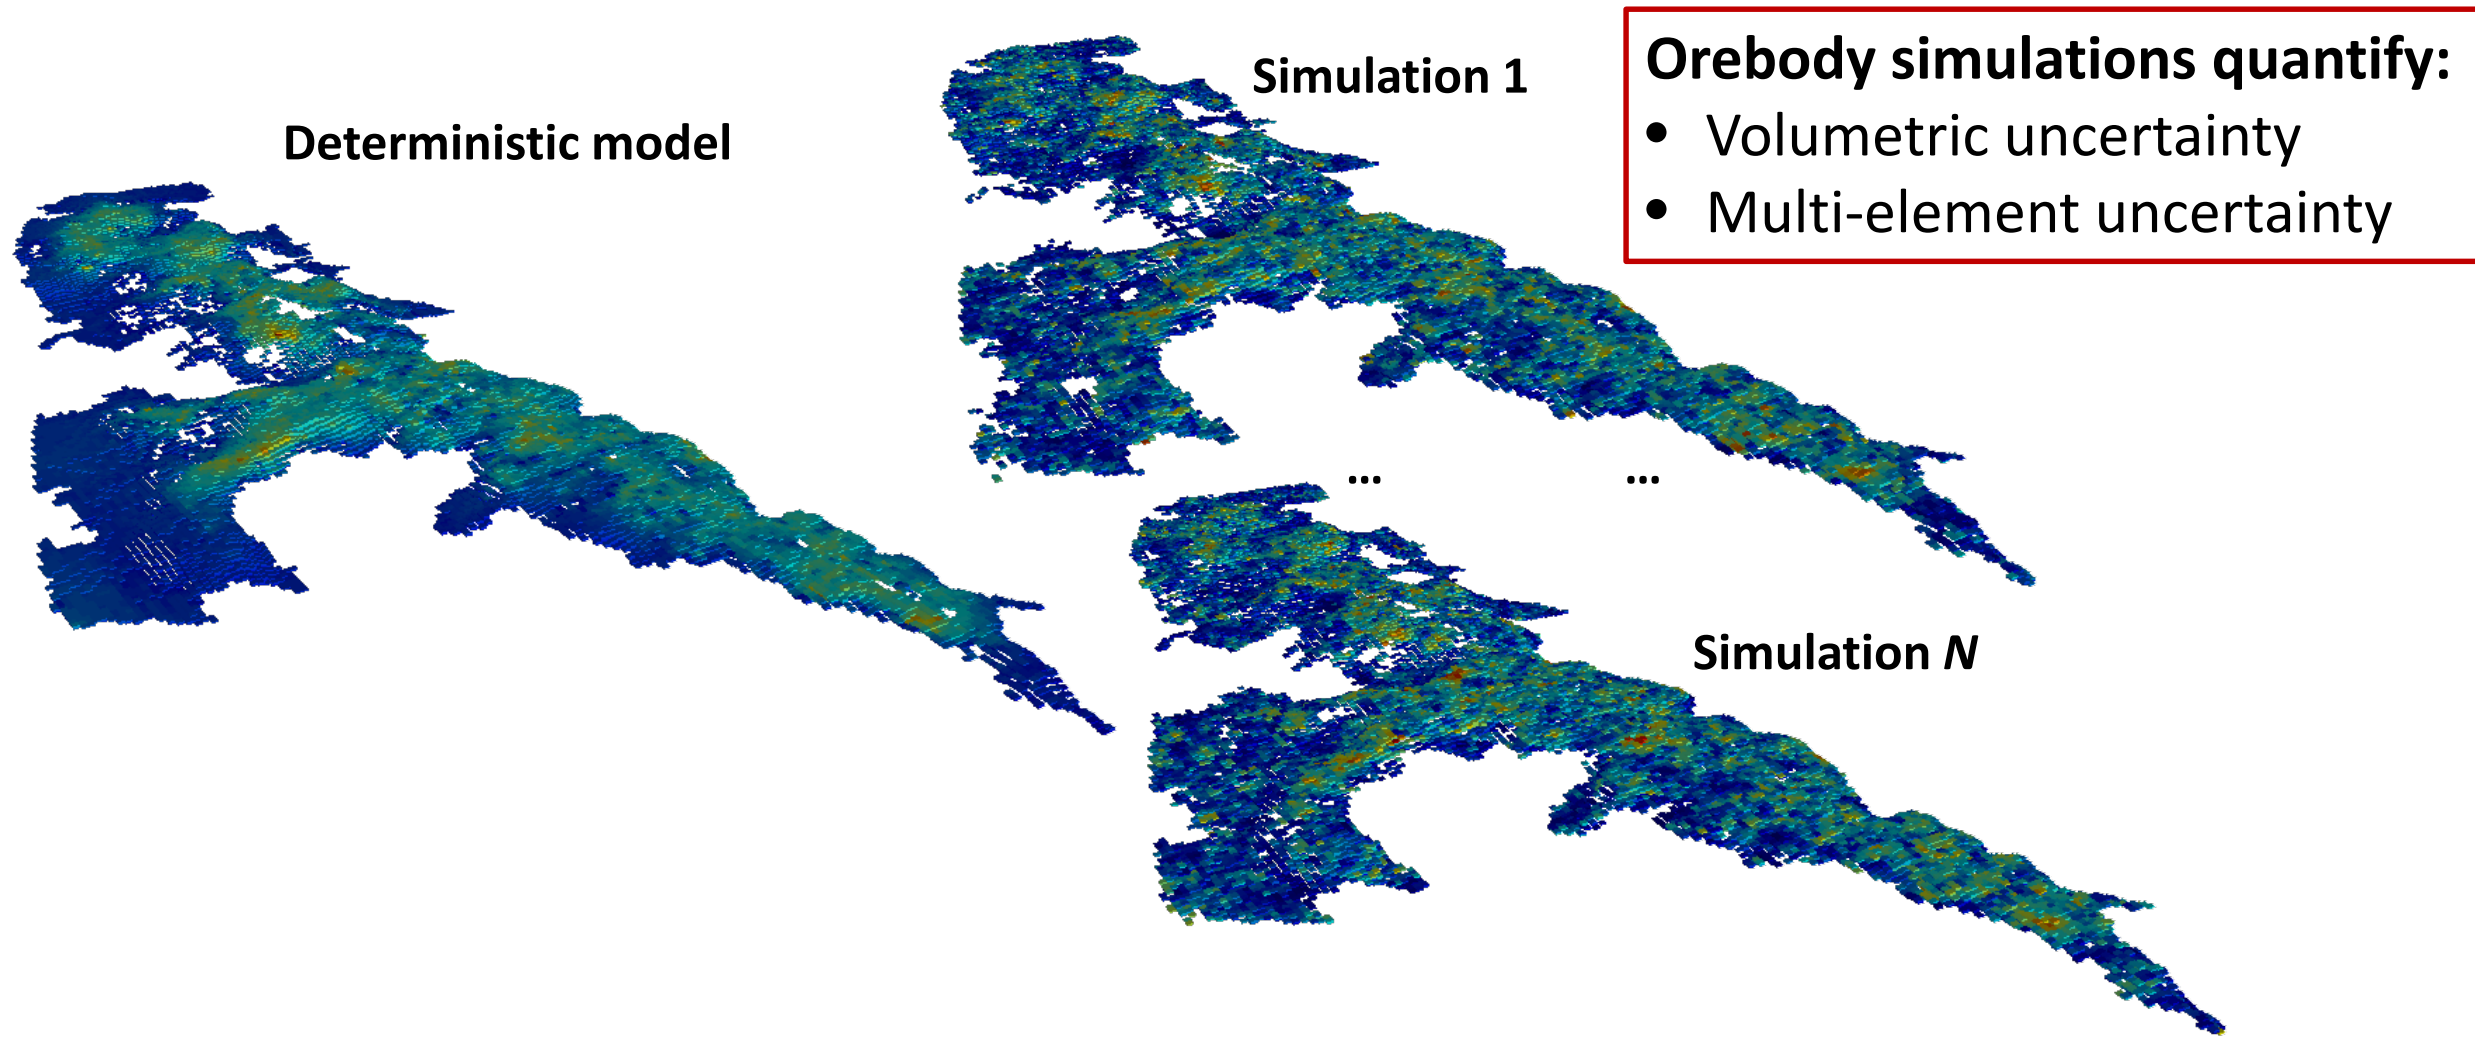 Deterministic model
Simulation 1
Orebody simulations quantify:
• Volumetric uncertainty
• Multi-element uncertainty
... ...
Simulation N